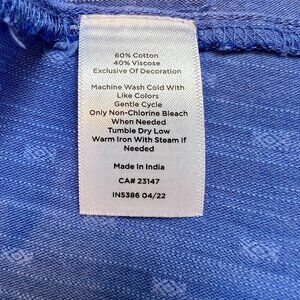 60% Cotton
40% Viscose
Exclusive Of Decoration
Machine Wash Cold With
Like Colors
Gentle Cycle
Only Non-Chlorine Bleach
When Needed
Tumble Dry Low
Warm Iron With Steam if
Needed
Made In India
CA# 23147
IN5386 04/22